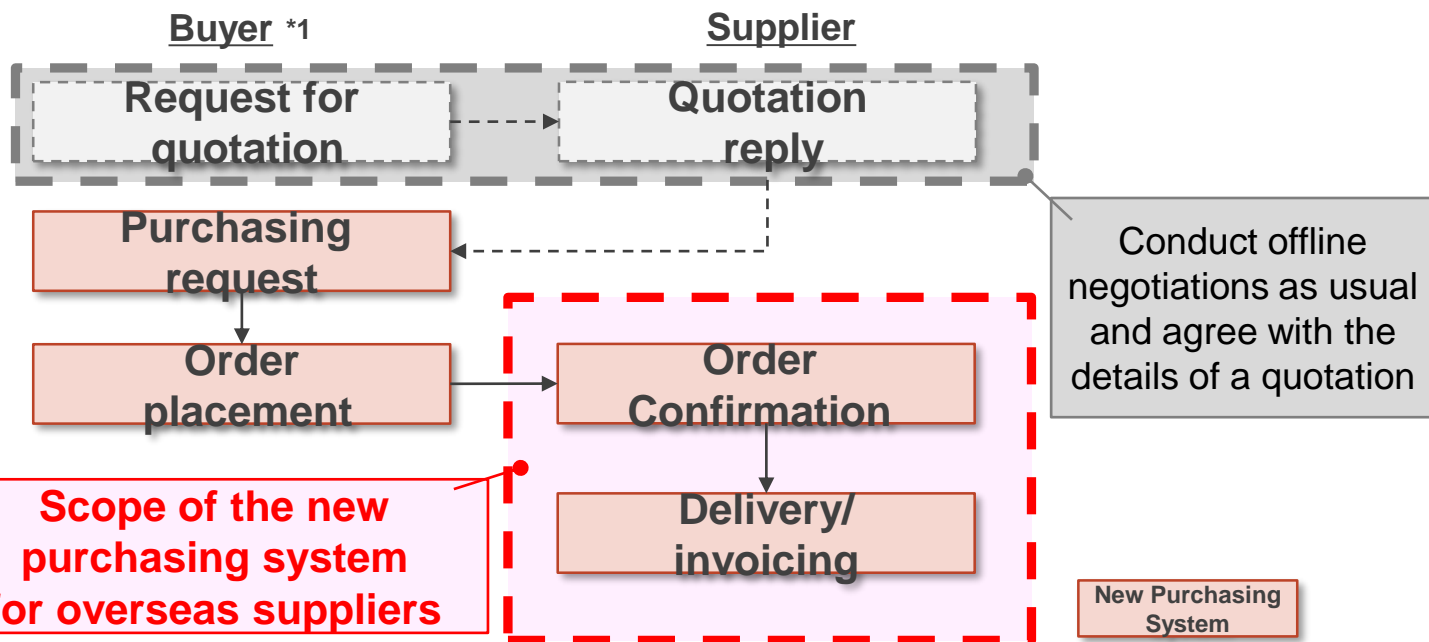 Buyer *1
Supplier
Request for
quotation
Quotation
reply
Purchasing
request
Conduct offline
negotiations as usual
and agree with the
details of a quotation
Order
placement
Order
Confirmation
Scope of the new
purchasing system
for overseas suppliers
Delivery/
invoicing
New Purchasing
System